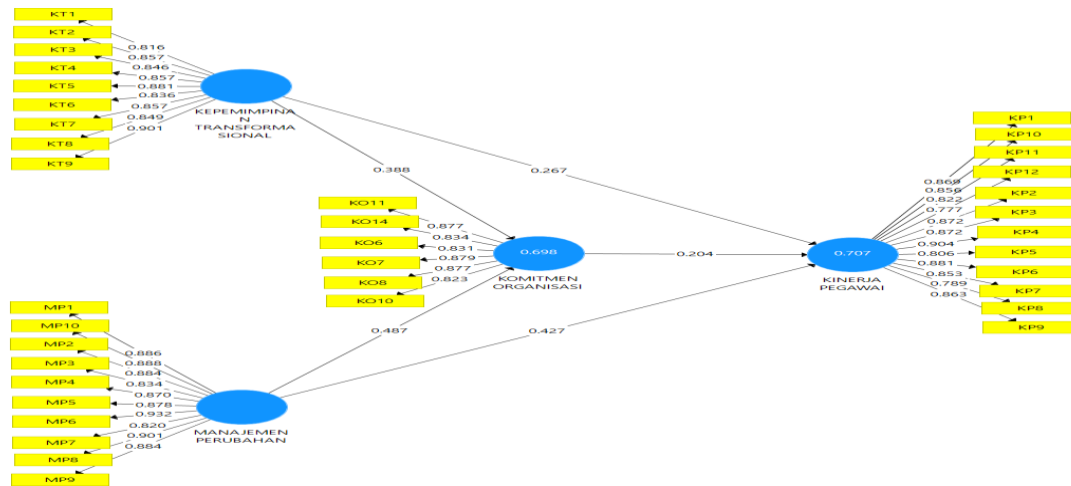 KT1
KT2
KT3
KT4
KT5
KT6
KT7
KT8
KT9
0.816
0.857
0.846
0.857
0.881
0.836
0.857
0.849
0.901
KEPEMIMPINA
N
TRANSFORMA
SIONAL
0.388
0.267
KO11
KO14
KO6
KO7
KO8
KO10
0.877
0.834
0.831
0.879
0.877
0.823
0.698
KOMITMEN
ORGANISASI
0.204
0.487
0.427
MP1
MP10
MP2
MP3
MP4
MP5
MP6
MP7
MP8
MP9
0.886
0.888
0.884
0.834
0.870
0.878
0.932
0.820
0.901
0.884
MANAJEMEN
PERUBAHAN
0.707
KINERJA
PEGAWAI
0.869
0.856
0.822
0.777
0.872
0.872
0.904
0.806
0.881
0.853
0.789
0.863
KP1
KP10
KP11
KP12
KP2
KP3
KP4
KP5
KP6
KP7
KP8
KP9